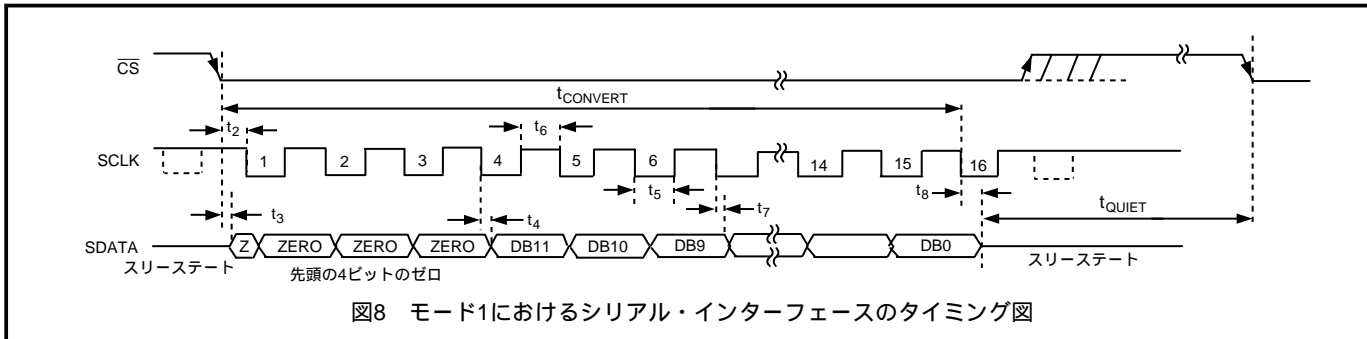 CS
tCONVERT
t2
t6
SCLK
1 2 3 4 5 6 14 15 16
t5
t8
t3
t4
t7
tQUIET
SDATA
Z ZERO ZERO ZERO DB11 DB10 DB9 DB0
スリーステート
先頭の4ビットのゼロ
スリーステート
図8 モード1におけるシリアル・インターフェースのタイミング図